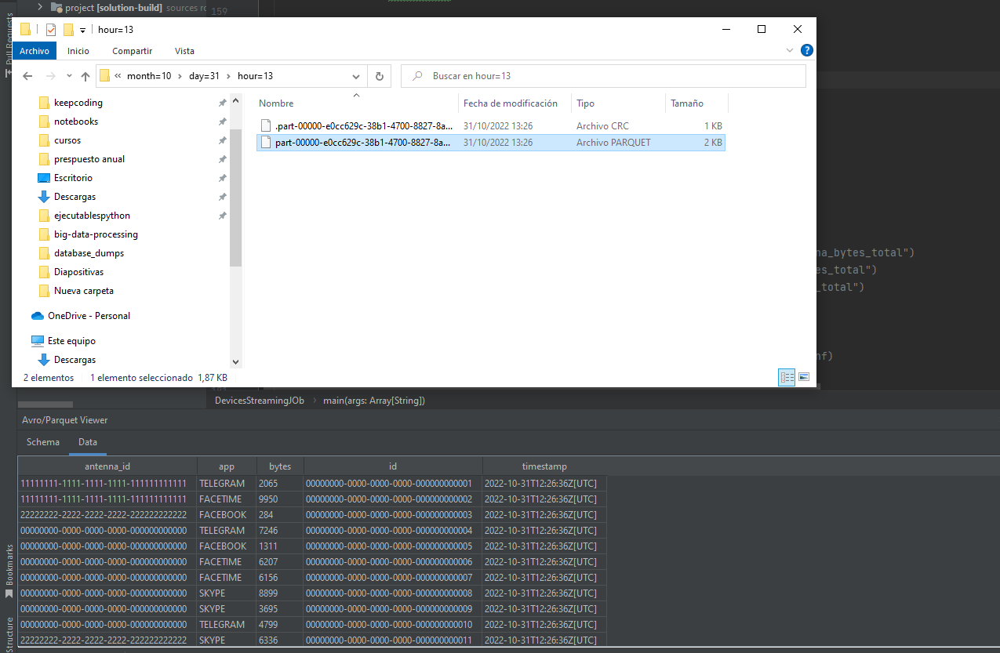 project [solution-build] sources ro
159
Pull Requests
hour=13
Archivo Inicio Compartir Vista
« month=10 › day=31 › hour=13
Buscar en hour=13
keepcoding
notebooks
cursos
prespuesto anual
Escritorio
Descargas
ejecutablespython
big-data-processing
database_dumps
Diapositivas
Nueva carpeta
OneDrive - Personal
Este equipo
Descargas
Nombre Fecha de modificación Tipo Tamaño
.part-00000-e0cc629c-38b1-4700-8827-8a... 31/10/2022 13:26 Archivo CRC 1 KB
part-00000-e0cc629c-38b1-4700-8827-8a... 31/10/2022 13:26 Archivo PARQUET 2 KB
2 elementos 1 elemento seleccionado 1,87 KB
na_bytes_total")
es_total")
_total")
nf)
DevicesStreamingJOb › main(args: Array[String])
Avro/Parquet Viewer
Schema Data
antenna_id app bytes id timestamp
11111111-1111-1111-1111-111111111111 TELEGRAM 2065 00000000-0000-0000-0000-000000000001 2022-10-31T12:26:36Z[UTC]
11111111-1111-1111-1111-111111111111 FACETIME 9950 00000000-0000-0000-0000-000000000002 2022-10-31T12:26:36Z[UTC]
22222222-2222-2222-2222-222222222222 FACEBOOK 284 00000000-0000-0000-0000-000000000003 2022-10-31T12:26:36Z[UTC]
00000000-0000-0000-0000-000000000000 TELEGRAM 7246 00000000-0000-0000-0000-000000000004 2022-10-31T12:26:36Z[UTC]
00000000-0000-0000-0000-000000000000 FACEBOOK 1311 00000000-0000-0000-0000-000000000005 2022-10-31T12:26:36Z[UTC]
00000000-0000-0000-0000-000000000000 FACETIME 6207 00000000-0000-0000-0000-000000000006 2022-10-31T12:26:36Z[UTC]
00000000-0000-0000-0000-000000000000 FACETIME 6156 00000000-0000-0000-0000-000000000007 2022-10-31T12:26:36Z[UTC]
00000000-0000-0000-0000-000000000000 SKYPE 8899 00000000-0000-0000-0000-000000000008 2022-10-31T12:26:36Z[UTC]
00000000-0000-0000-0000-000000000000 SKYPE 3695 00000000-0000-0000-0000-000000000009 2022-10-31T12:26:36Z[UTC]
00000000-0000-0000-0000-000000000000 TELEGRAM 4799 00000000-0000-0000-0000-000000000010 2022-10-31T12:26:36Z[UTC]
22222222-2222-2222-2222-222222222222 SKYPE 6336 00000000-0000-0000-0000-000000000011 2022-10-31T12:26:36Z[UTC]
Bookmarks
Structure